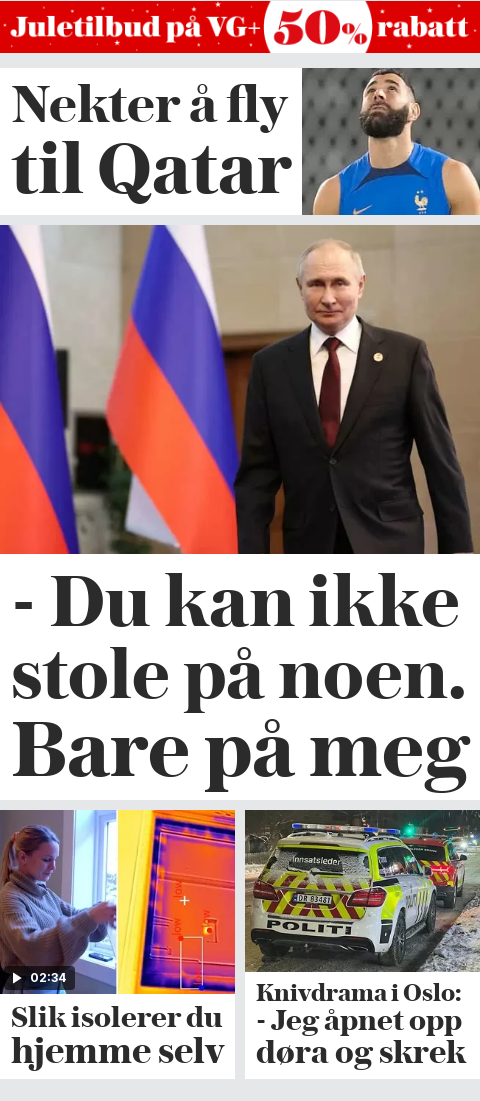 Juletilbud på VG+ 50% rabatt
Nekter å fly
til Qatar
- Du kan ikke
stole på noen.
Bare på meg
02:34
Slik isolerer du
hjemme selv
Innsatsleder
POLITI
Knivdrama i Oslo:
- Jeg åpnet opp
døra og skrek